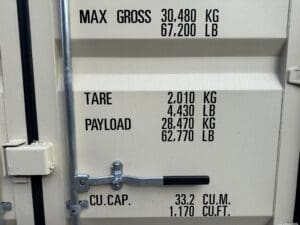 MAX GROSS 30.480 KG
67.200 LB
TARE 2.010 KG
4.430 LB
PAYLOAD 28.470 KG
62.770 LB
CU.CAP. 33.2 CU.M.
1.170 CU.FT.